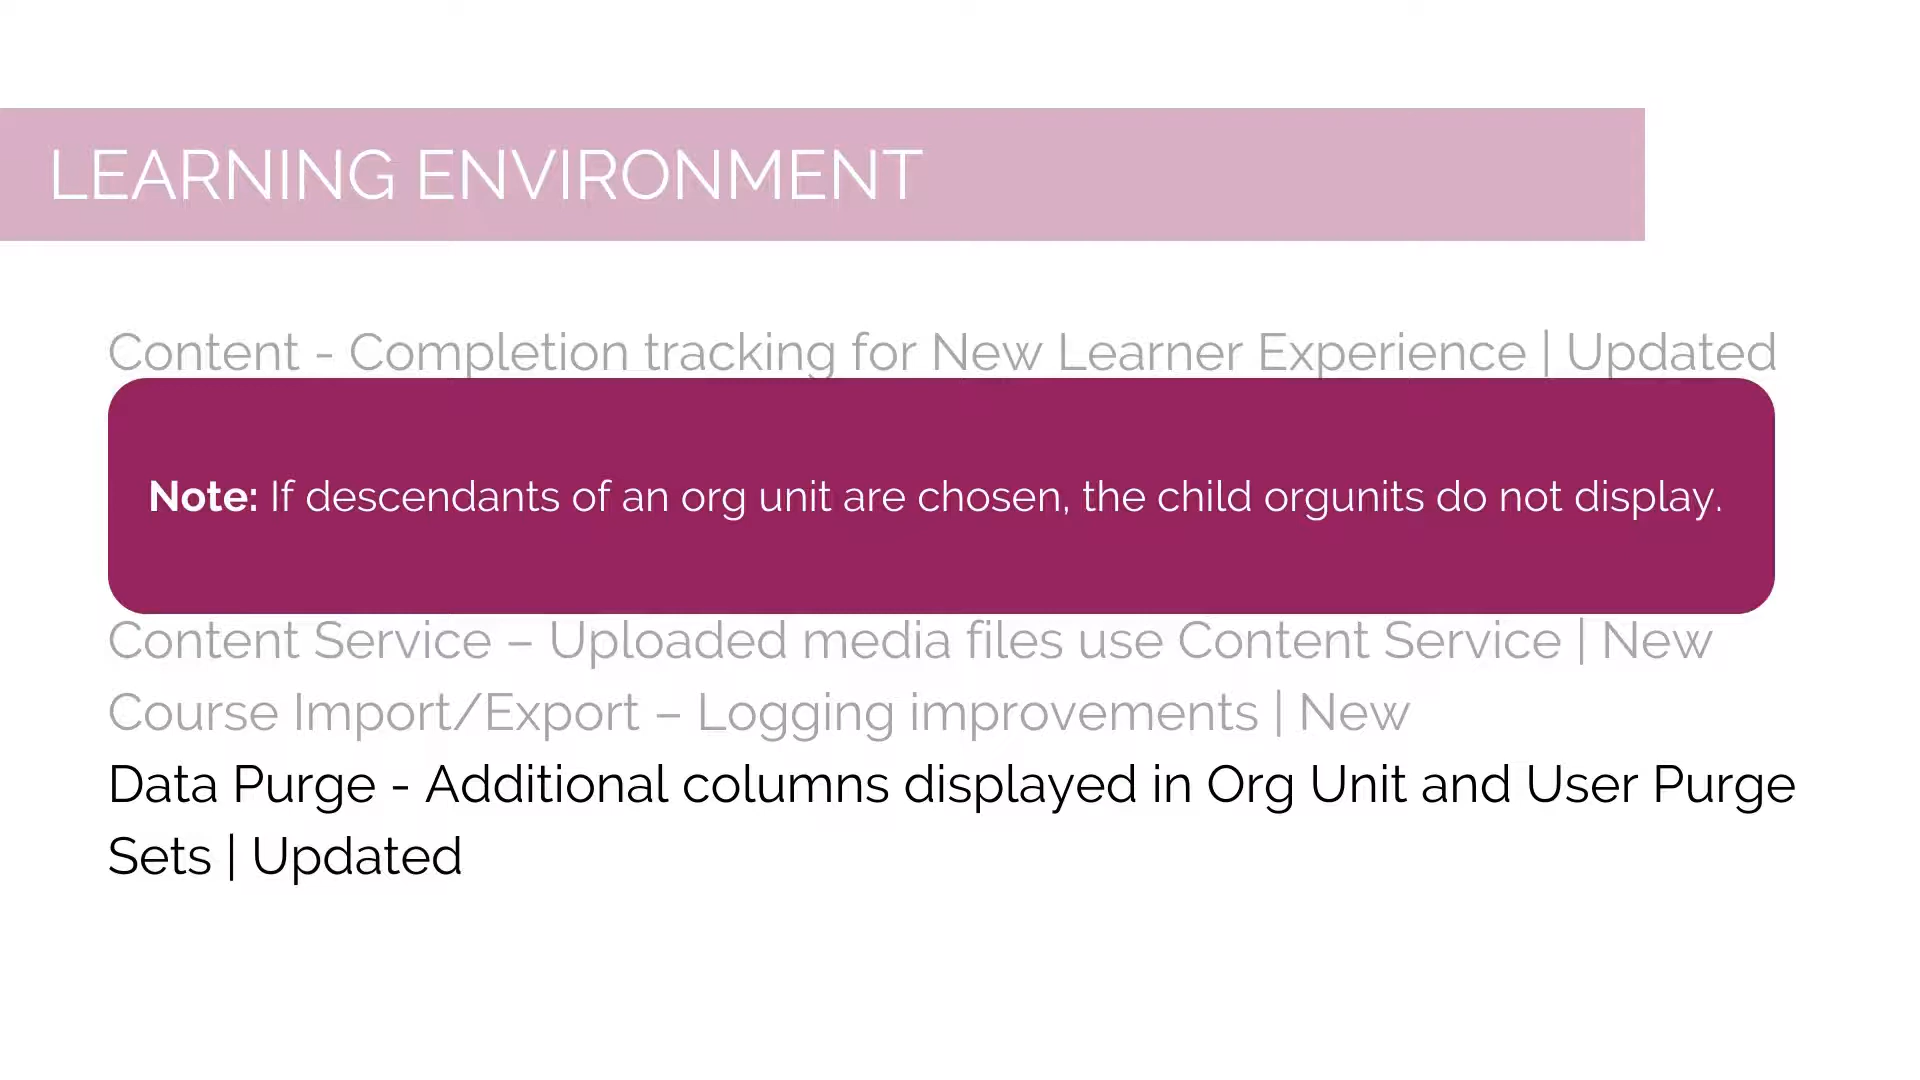 LEARNING ENVIRONMENT
Content - Completion tracking for New Learner Experience | Updated
Note: If descendants of an org unit are chosen, the child orgunits do not display.
Content Service – Uploaded media files use Content Service | New
Course Import/Export – Logging improvements | New
Data Purge - Additional columns displayed in Org Unit and User Purge
Sets | Updated